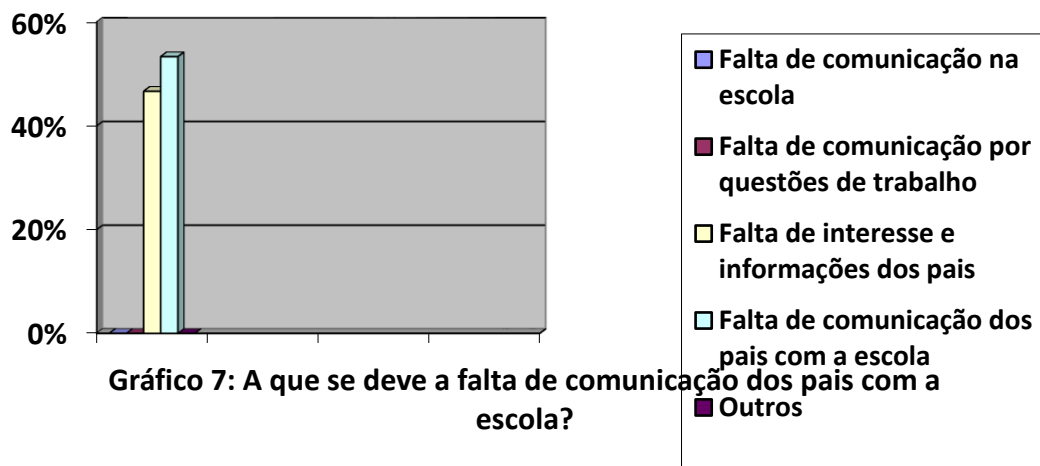 60%
40%
20%
0%
Falta de comunicação na
escola
Falta de comunicação por
questões de trabalho
Falta de interesse e
informações dos pais
Falta de comunicação dos
pais com a escola
Outros
Gráfico 7: A que se deve a falta de comunicação dos pais com a
escola?